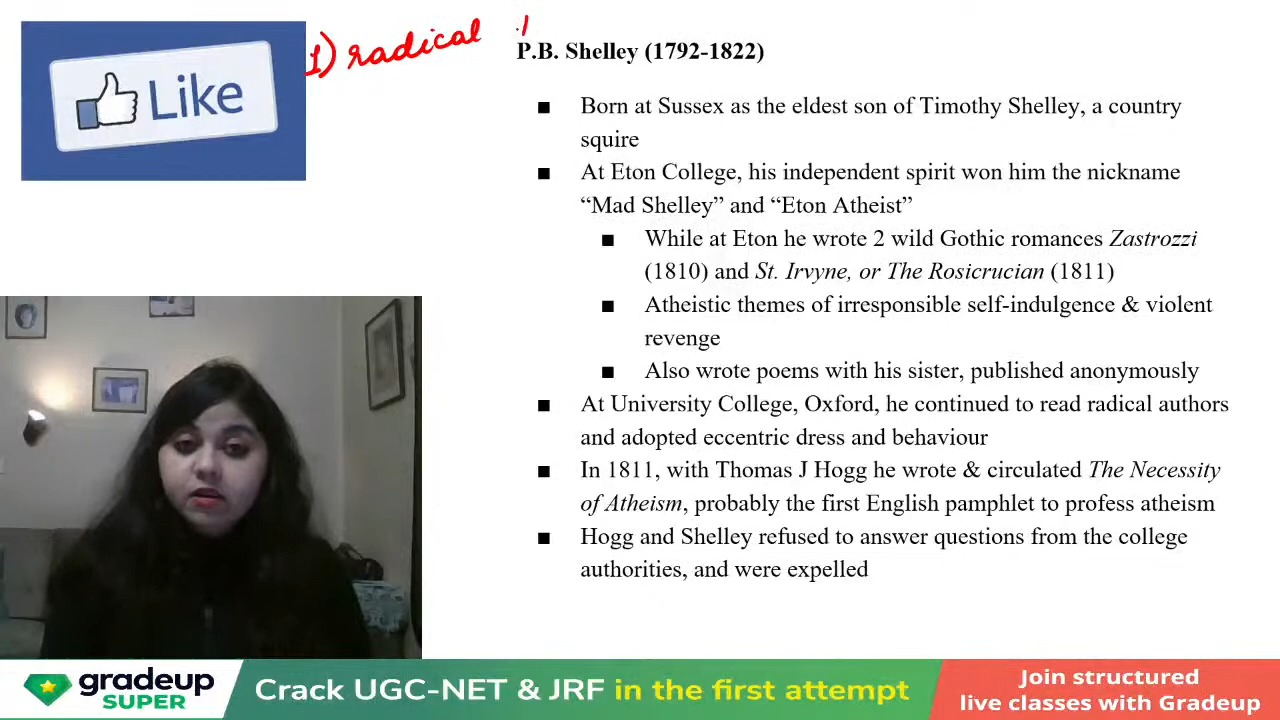 Like
1) radical
P.B. Shelley (1792-1822)
■ Born at Sussex as the eldest son of Timothy Shelley, a country
squire
■ At Eton College, his independent spirit won him the nickname
“Mad Shelley” and “Eton Atheist”
■ While at Eton he wrote 2 wild Gothic romances Zastrozzi
(1810) and St. Irvyne, or The Rosicrucian (1811)
■ Atheistic themes of irresponsible self-indulgence & violent
revenge
■ Also wrote poems with his sister, published anonymously
■ At University College, Oxford, he continued to read radical authors
and adopted eccentric dress and behaviour
■ In 1811, with Thomas J Hogg he wrote & circulated The Necessity
of Atheism, probably the first English pamphlet to profess atheism
■ Hogg and Shelley refused to answer questions from the college
authorities, and were expelled
gradeup
SUPER
Crack UGC-NET & JRF in the first attempt
Join structured
live classes with Gradeup